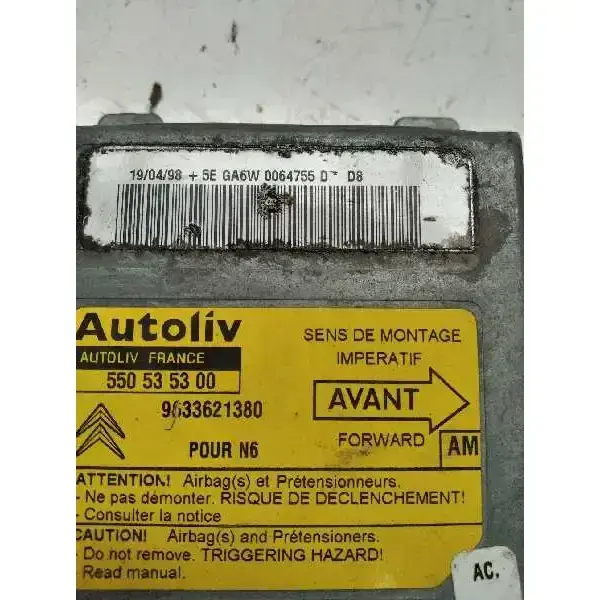 19/04/98 + 5E GA6W 0064755 D* D8
Autoliv
AUTOLIV FRANCE
550 53 53 00
9633621380
POUR N6
SENS DE MONTAGE
IMPERATIF
AVANT
FORWARD
AM
ATTENTION! Airbag(s) et Prétensionneurs.
- Ne pas démonter. RISQUE DE DECLENCHEMENT!
- Consulter la notice
CAUTION! Airbag(s) and Prétensioners.
- Do not remove. TRIGGERING HAZARD!
- Read manual.
AC.